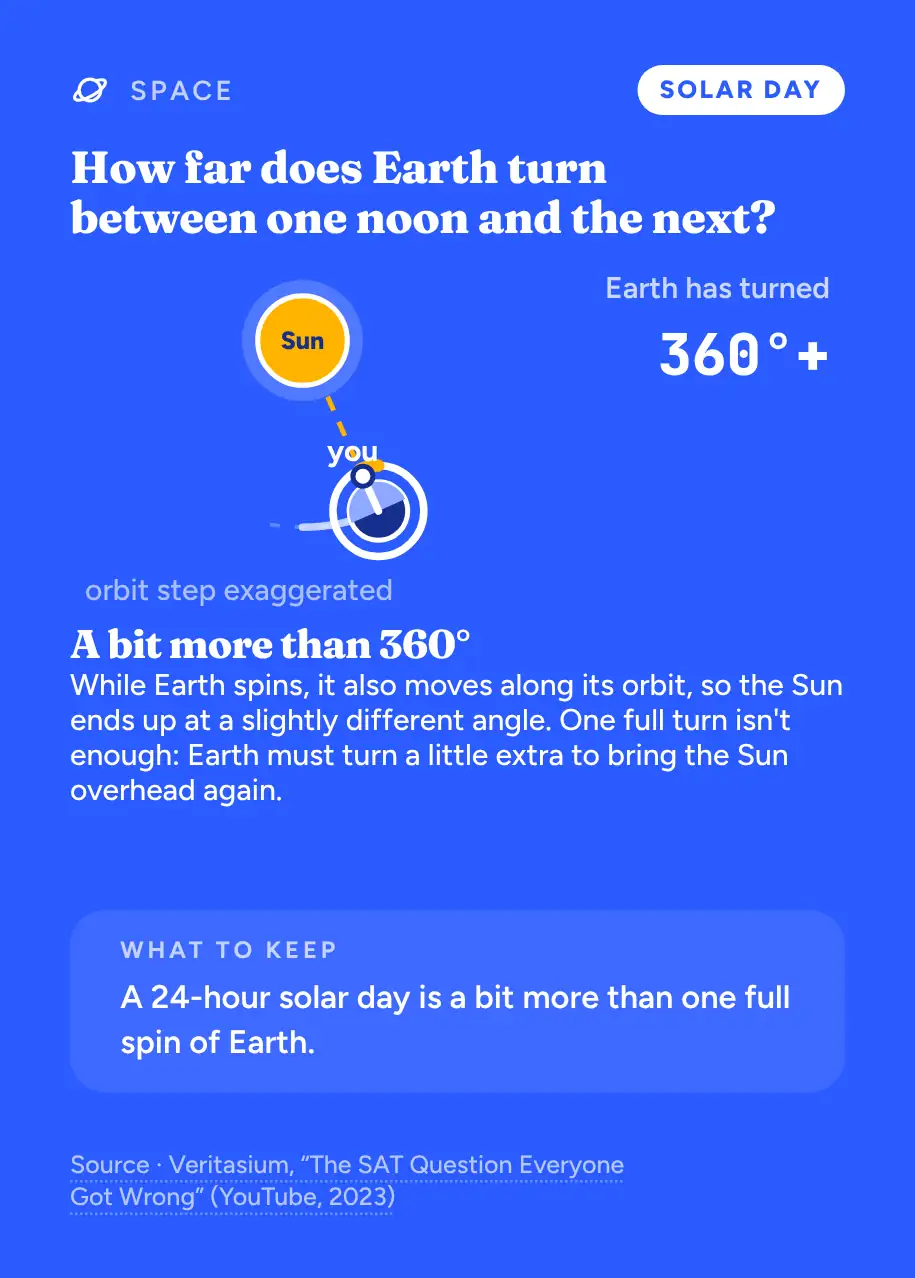 SPACE
SOLAR DAY
How far does Earth turn
between one noon and the next?
Earth has turned
360°+
Sun
you
orbit step exaggerated
A bit more than 360°
While Earth spins, it also moves along its orbit, so the Sun
ends up at a slightly different angle. One full turn isn't
enough: Earth must turn a little extra to bring the Sun
overhead again.
WHAT TO KEEP
A 24-hour solar day is a bit more than one full
spin of Earth.
Source · Veritasium, “The SAT Question Everyone
Got Wrong” (YouTube, 2023)